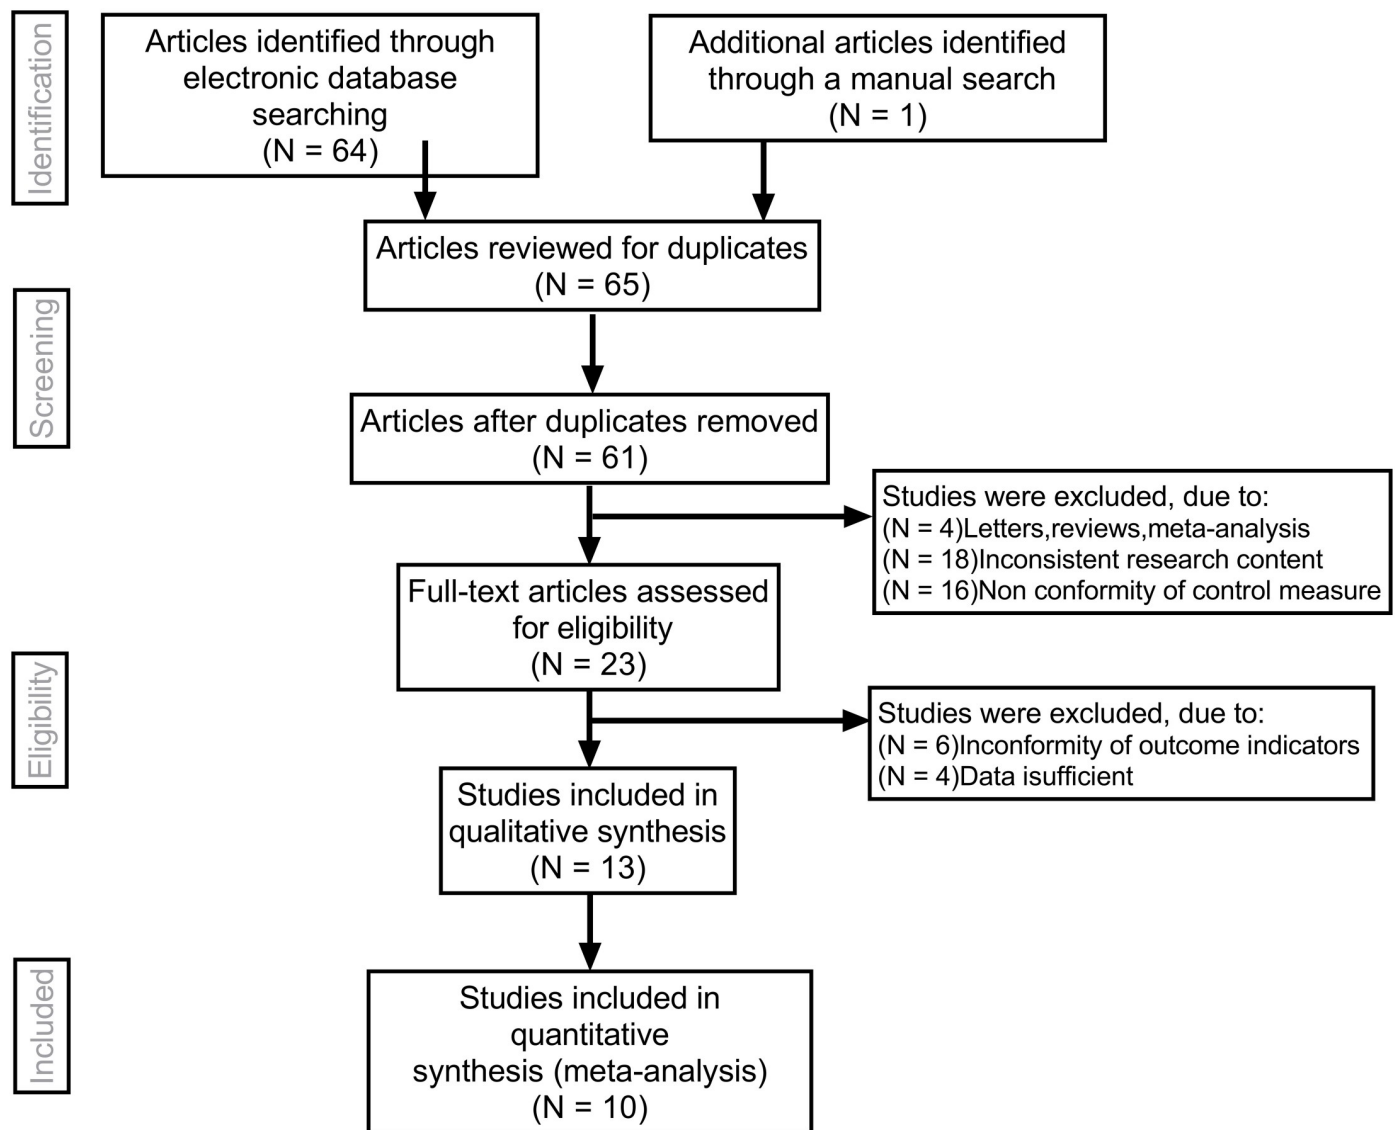 Identification
Articles identified through
electronic database
searching
(N = 64)
Additional articles identified
through a manual search
(N = 1)
Articles reviewed for duplicates
(N = 65)
Screening
Articles after duplicates removed
(N = 61)
Studies were excluded, due to:
(N = 4)Letters,reviews,meta-analysis
(N = 18)Inconsistent research content
(N = 16)Non conformity of control measure
Full-text articles assessed
for eligibility
(N = 23)
Eligibility
Studies were excluded, due to:
(N = 6)Inconformity of outcome indicators
(N = 4)Data isufficient
Studies included in
qualitative synthesis
(N = 13)
Included
Studies included in
quantitative
synthesis (meta-analysis)
(N = 10)